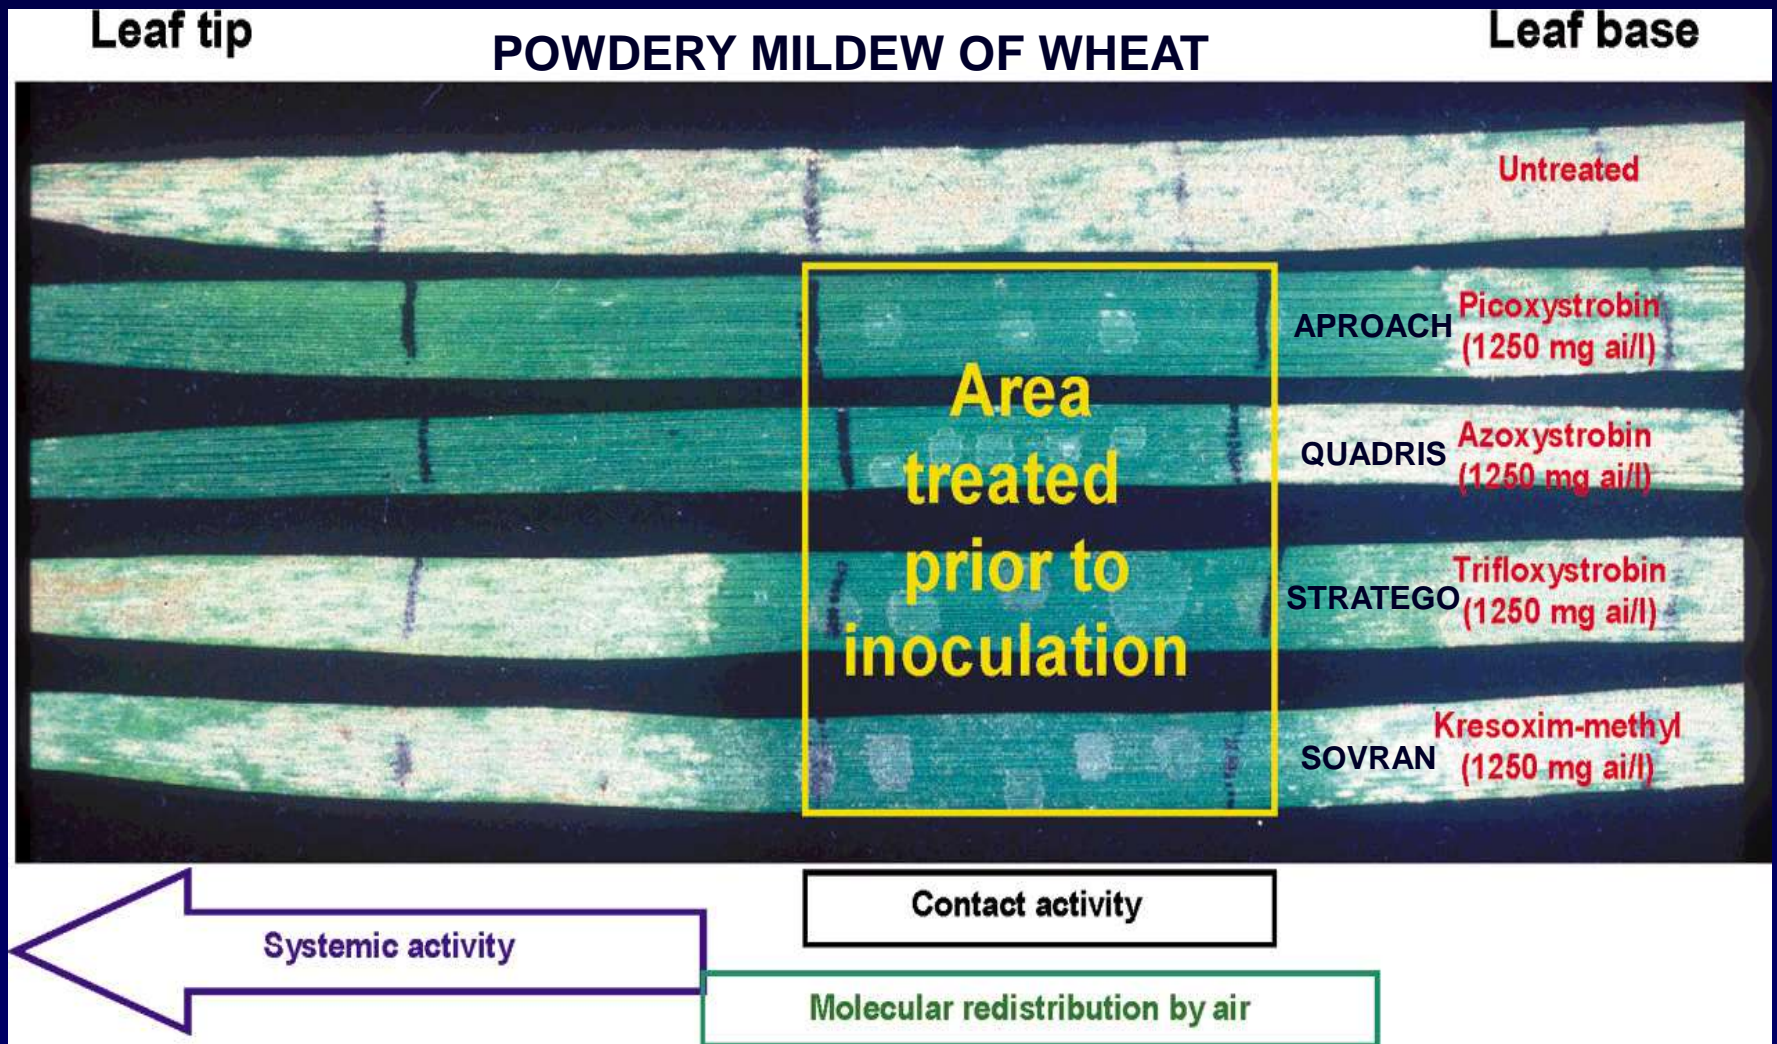 Leaf tip
POWDERY MILDEW OF WHEAT
Leaf base
Untreated
APROACH
Picoxystrobin
(1250 mg ai/l)
QUADRIS
Azoxystrobin
(1250 mg ai/l)
STRATEGO
Trifloxystrobin
(1250 mg ai/l)
SOVRAN
Kresoxim-methyl
(1250 mg ai/l)
Area
treated
prior to
inoculation
Contact activity
Systemic activity
Molecular redistribution by air